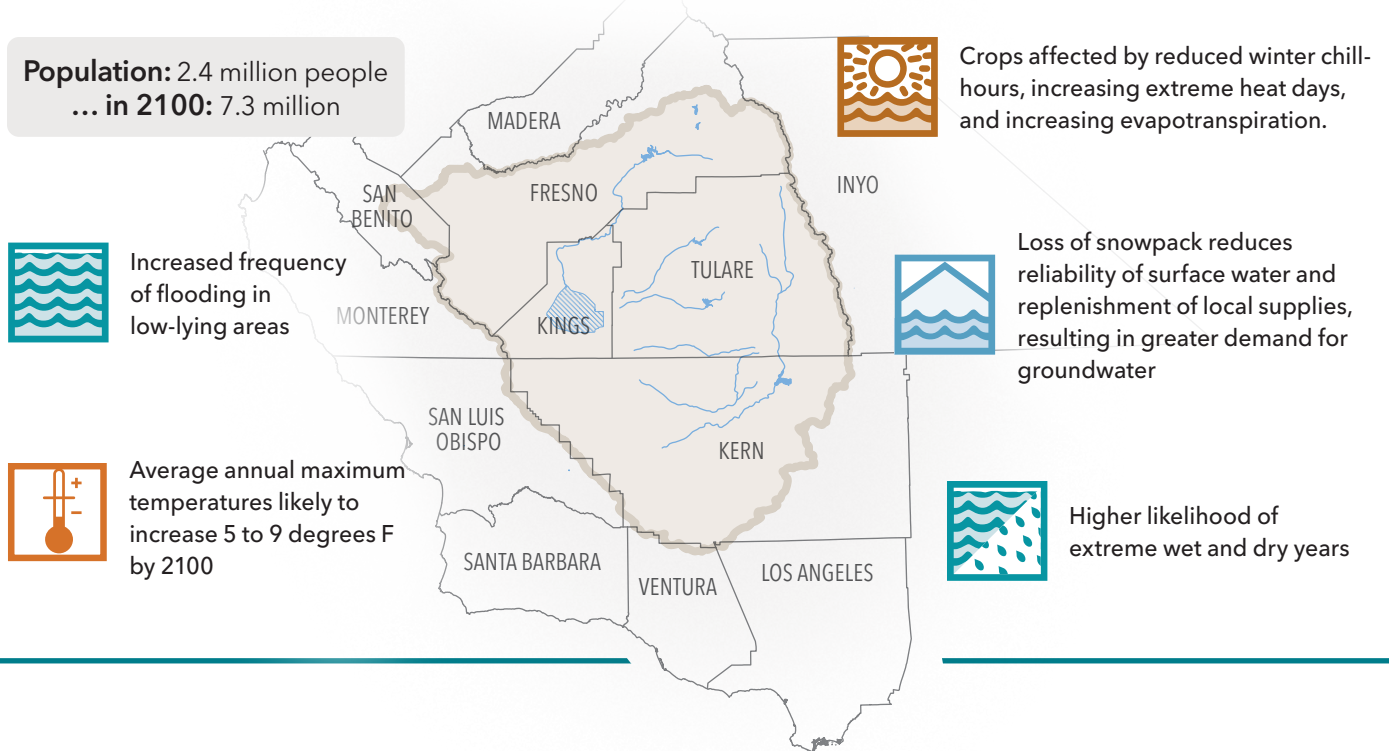 Population: 2.4 million people
... in 2100: 7.3 million
Crops affected by reduced winter chill-
hours, increasing extreme heat days,
and increasing evapotranspiration.
MADERA
INYO
SAN
BENITO
FRESNO
Increased frequency
of flooding in
low-lying areas
Loss of snowpack reduces
reliability of surface water and
replenishment of local supplies,
resulting in greater demand for
groundwater
TULARE
MONTEREY
KINGS
SAN LUIS
OBISPO
KERN
Average annual maximum
temperatures likely to
increase 5 to 9 degrees F
by 2100
+
−
Higher likelihood of
extreme wet and dry years
SANTA BARBARA
VENTURA
LOS ANGELES